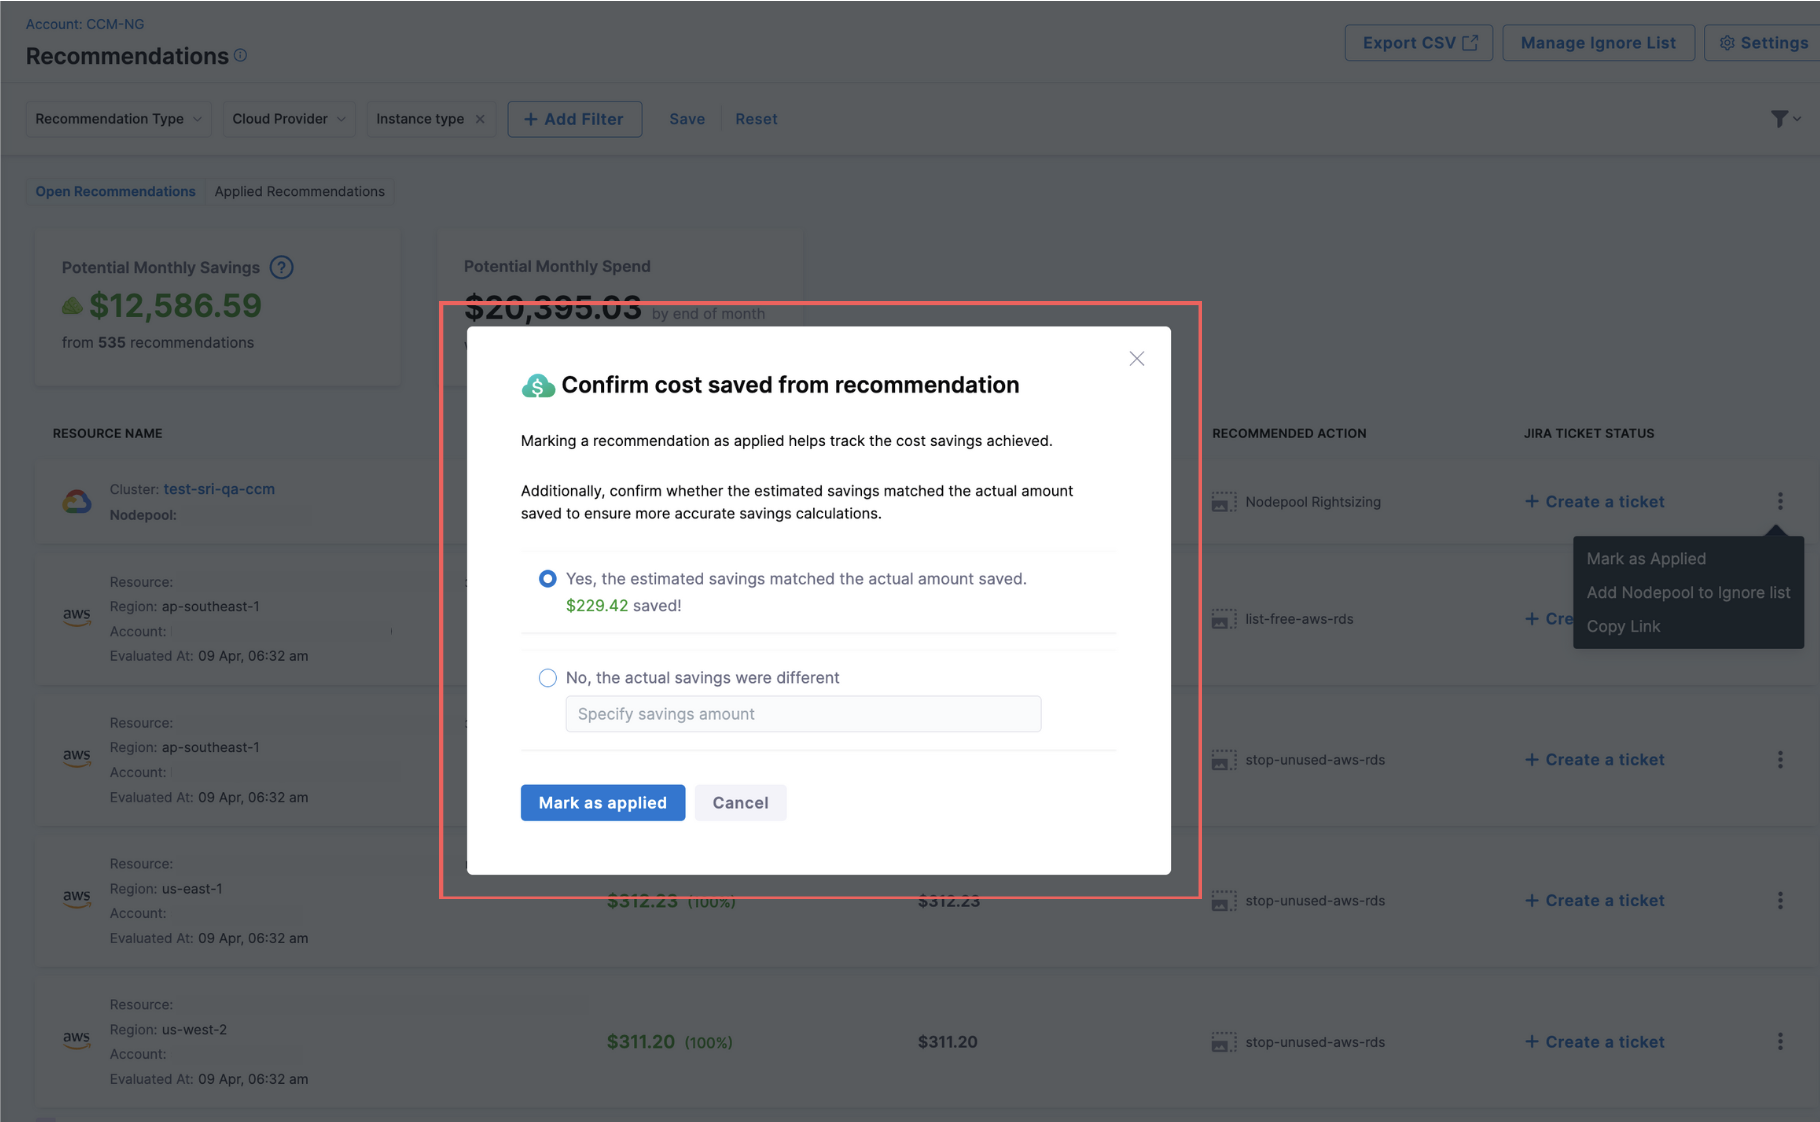 Account: CCM-NG
Recommendations
Export CSV
Manage Ignore List
Settings
Recommendation Type
Cloud Provider
Instance type
+ Add Filter
Save
Reset
Open Recommendations
Applied Recommendations
Potential Monthly Savings
$12,586.59
from 535 recommendations
Potential Monthly Spend
$20,395.03 by end of month
RESOURCE NAME
RECOMMENDED ACTION
JIRA TICKET STATUS
Cluster: test-sri-qa-ccm
Nodepool:
Nodepool Rightsizing
+ Create a ticket
Mark as Applied
Add Nodepool to Ignore list
Copy Link
aws
Resource:
Region: ap-southeast-1
Account:
Evaluated At: 09 Apr, 06:32 am
list-free-aws-rds
+ Cre
aws
Resource:
Region: ap-southeast-1
Account:
Evaluated At: 09 Apr, 06:32 am
stop-unused-aws-rds
+ Create a ticket
aws
Resource:
Region: us-east-1
Account:
Evaluated At: 09 Apr, 06:32 am
$312.23 (100%)
$312.23
stop-unused-aws-rds
+ Create a ticket
aws
Resource:
Region: us-west-2
Account:
Evaluated At: 09 Apr, 06:32 am
$311.20 (100%)
$311.20
stop-unused-aws-rds
+ Create a ticket
Confirm cost saved from recommendation
Marking a recommendation as applied helps track the cost savings achieved.
Additionally, confirm whether the estimated savings matched the actual amount
saved to ensure more accurate savings calculations.
Yes, the estimated savings matched the actual amount saved.
$229.42 saved!
No, the actual savings were different
Specify savings amount
Mark as applied
Cancel